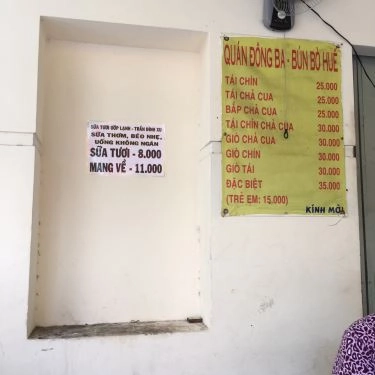 SỮA TƯƠI ƯỚP LẠNH - TRẦN ĐÌNH XU
SỮA THƠM, BÉO NHẸ,
UỐNG KHÔNG NGÁN
SỮA TƯƠI - 8.000
MANG VỀ - 11.000
QUÁN ĐÔNG BA - BÚN BÒ HUẾ
TÁI CHÍN 25.000
TÁI CHẢ CUA 25.000
BẮP CHẢ CUA 25.000
TÁI CHÍN CHẢ CUA 30.000
GIÒ CHẢ CUA 30.000
GIÒ CHÍN 30.000
GIÒ TÁI 30.000
ĐẶC BIỆT 35.000
(TRẺ EM: 15.000)
KÍNH MỜI